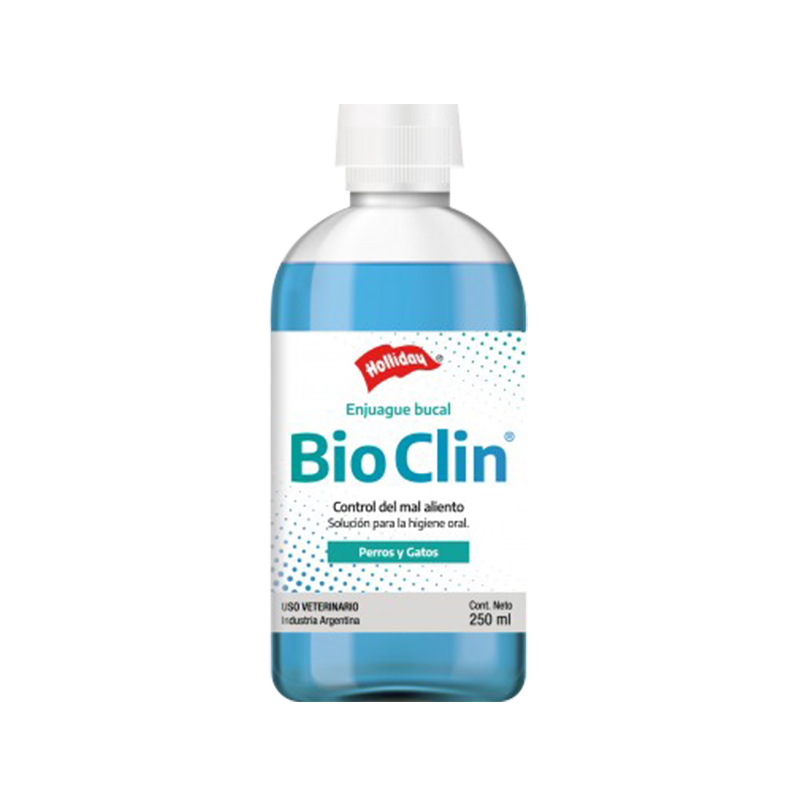 Holliday®
Enjuague bucal
Bio Clin®
Control del mal aliento
Solución para la higiene oral.
Perros y Gatos
USO VETERINARIO
Industria Argentina
Cont. Neto
250 ml